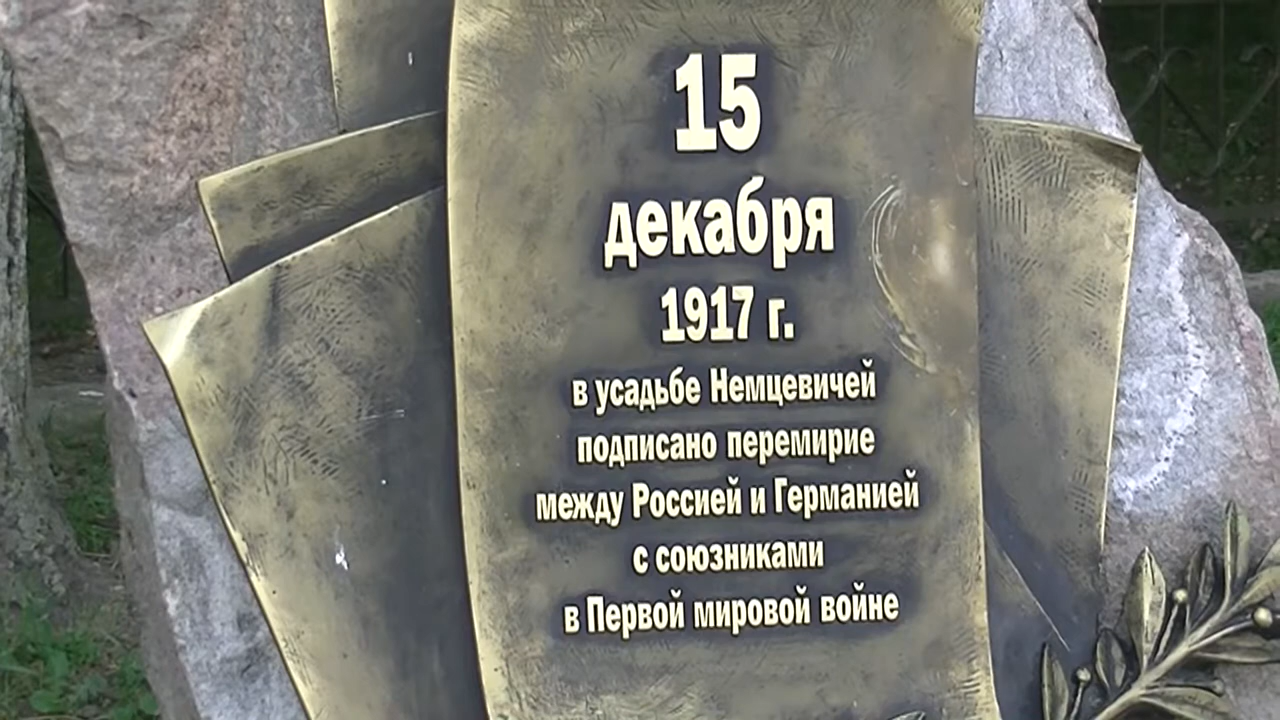 15
декабря
1917 г.
в усадьбе Немцевичей
подписано перемирие
между Россией и Германией
с союзниками
в Первой мировой войне